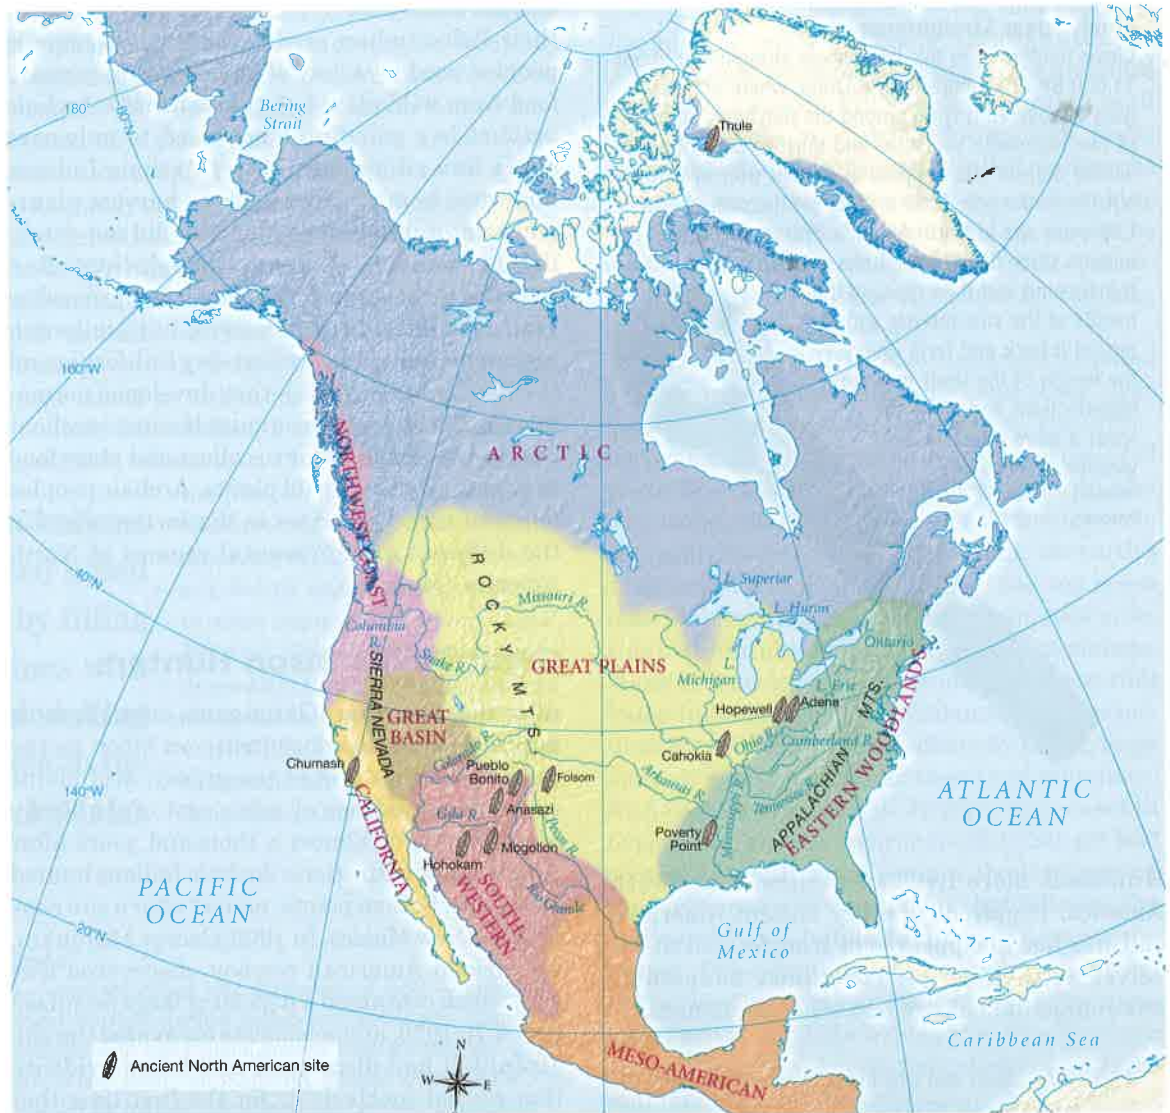 Thule
180°
70°N
Bering
Strait
160°W
ARCTIC
NORTHWEST COAST
40°N
ROCKY MTS.
Missouri R.
L. Superior
L. Huron
L.
Ontario
Columbia
R.
Snake R.
GREAT PLAINS
L.
Michigan
L. Erie
SIERRA NEVADA
GREAT
BASIN
Hopewell
Adena
APPALACHIAN MTS.
EASTERN WOODLANDS
Ohio R.
Cumberland R.
Cahokia
Colorado R.
Chumash
Pueblo
Bonito
Folsom
Arkansas R.
Anasazi
Tennessee R.
140°W
CALIFORNIA
Gila R.
Pecos R.
Mississippi R.
Poverty
Point
Mogollon
Hohokam
ATLANTIC
OCEAN
PACIFIC
OCEAN
SOUTH-
WESTERN
Rio Grande
20°N
Gulf of
Mexico
Caribbean Sea
MESO-AMERICAN
Ancient North American site
N
W
E